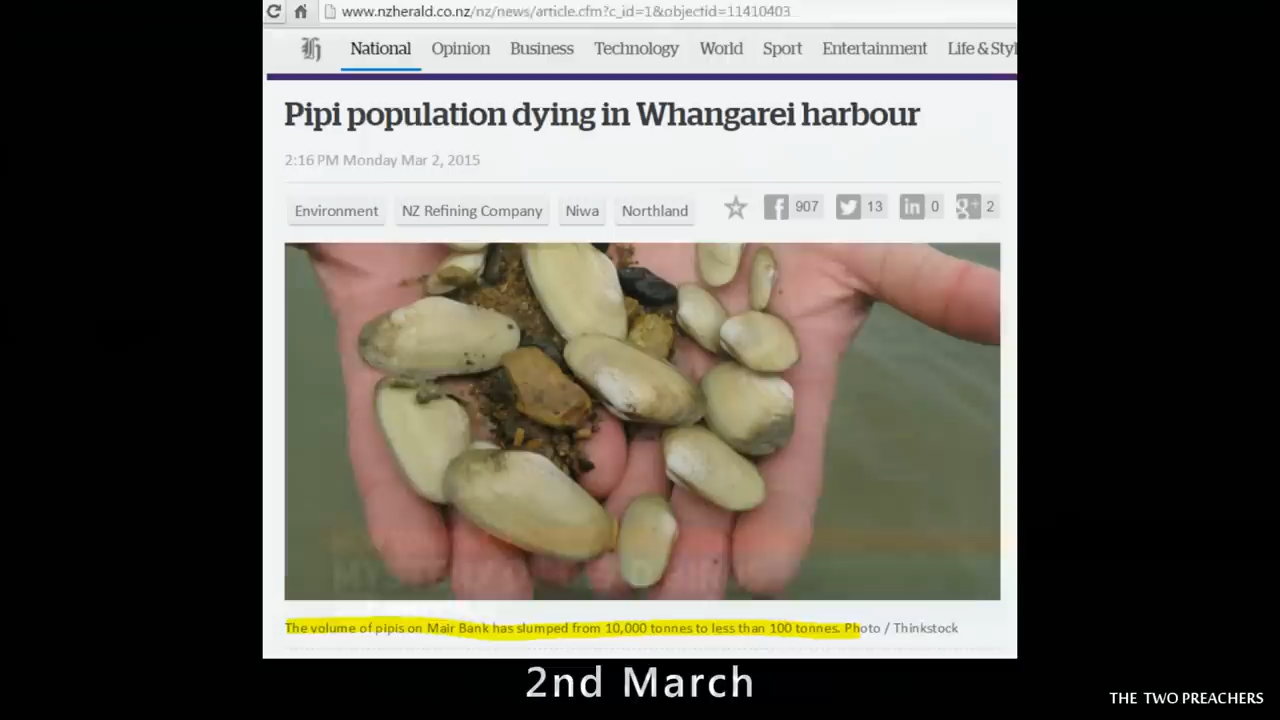 www.nzherald.co.nz/nz/news/article.cfm?c_id=1&objectid=11410403
National Opinion Business Technology World Sport Entertainment Life & Styl
Pipi population dying in Whangarei harbour
2:16 PM Monday Mar 2, 2015
Environment NZ Refining Company Niwa Northland 907 13 in 0 g+ 2
The volume of pipis on Mair Bank has slumped from 10,000 tonnes to less than 100 tonnes. Photo / Thinkstock
2nd March
THE TWO PREACHERS